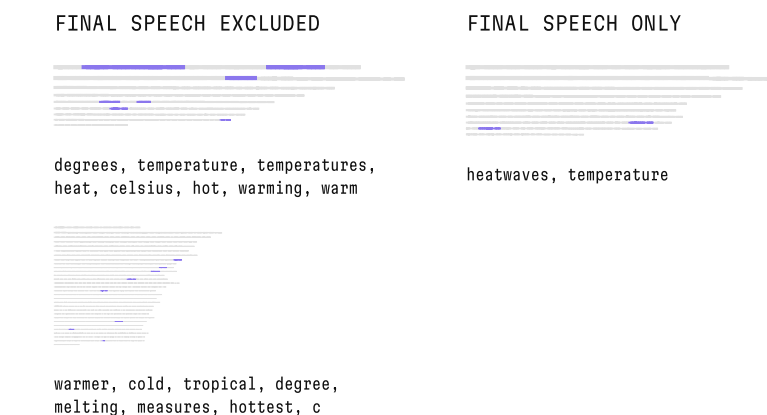 FINAL SPEECH EXCLUDED
FINAL SPEECH ONLY
degrees, temperature, temperatures,
heat, celsius, hot, warming, warm
heatwaves, temperature
warmer, cold, tropical, degree,
melting, measures, hottest, c